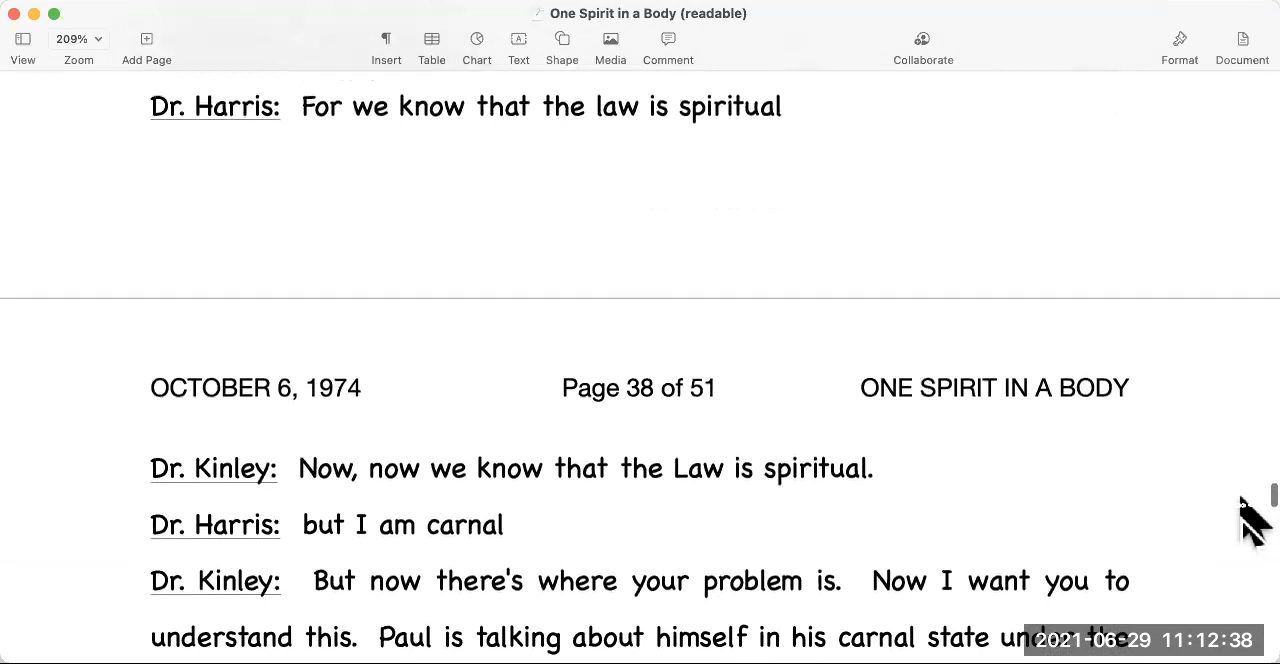 One Spirit in a Body (readable)
209%
View Zoom Add Page Insert Table Chart Text Shape Media Comment Collaborate Format Document
Dr. Harris: For we know that the law is spiritual
OCTOBER 6, 1974 Page 38 of 51 ONE SPIRIT IN A BODY
Dr. Kinley: Now, now we know that the Law is spiritual.
Dr. Harris: but I am carnal
Dr. Kinley: But now there's where your problem is. Now I want you to
understand this. Paul is talking about himself in his carnal state under the
2021-06-29 11:12:38